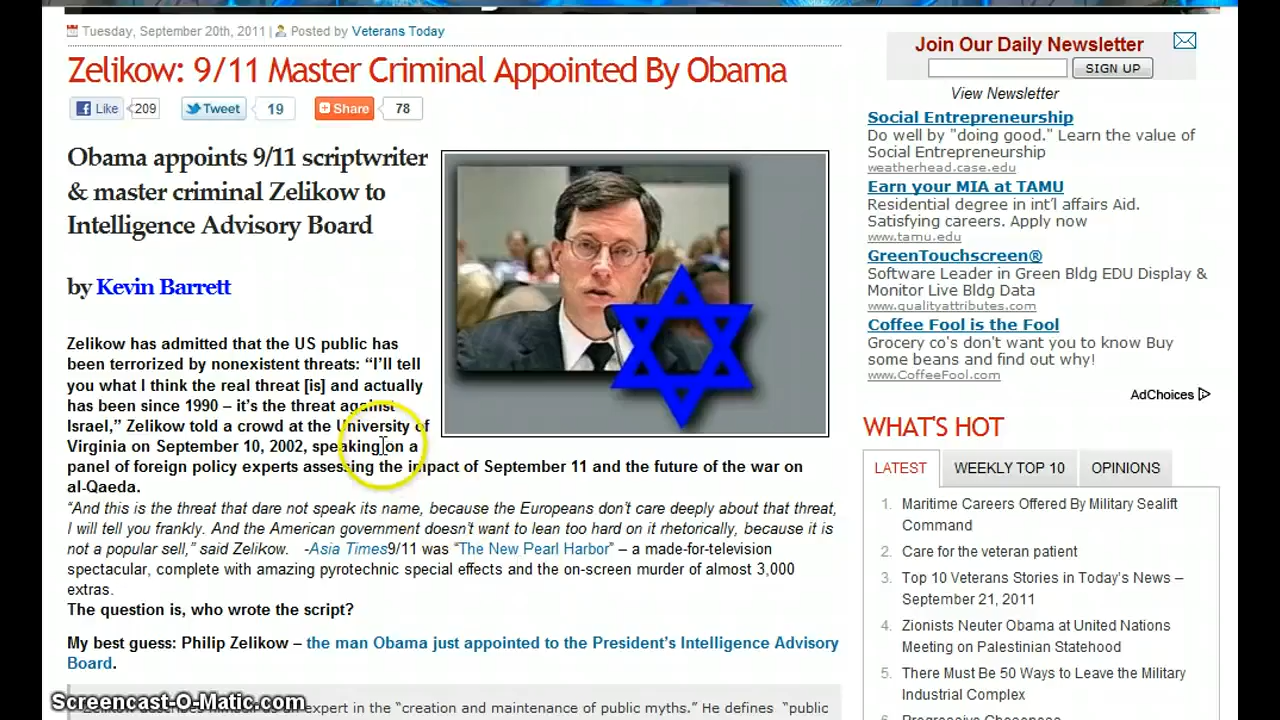 Tuesday, September 20th, 2011 | Posted by Veterans Today
Zelikow: 9/11 Master Criminal Appointed By Obama
Like 209 Tweet 19 Share 78
Obama appoints 9/11 scriptwriter
& master criminal Zelikow to
Intelligence Advisory Board
by Kevin Barrett
Zelikow has admitted that the US public has
been terrorized by nonexistent threats: “I’ll tell
you what I think the real threat [is] and actually
has been since 1990 – it’s the threat against
Israel,” Zelikow told a crowd at the University of
Virginia on September 10, 2002, speaking on a
panel of foreign policy experts assessing the impact of September 11 and the future of the war on
al-Qaeda.
“And this is the threat that dare not speak its name, because the Europeans don’t care deeply about that threat,
I will tell you frankly. And the American government doesn’t want to lean too hard on it rhetorically, because it is
not a popular sell,” said Zelikow. -Asia Times9/11 was “The New Pearl Harbor” – a made-for-television
spectacular, complete with amazing pyrotechnic special effects and the on-screen murder of almost 3,000
extras.
The question is, who wrote the script?
My best guess: Philip Zelikow – the man Obama just appointed to the President’s Intelligence Advisory
Board.
expert in the “creation and maintenance of public myths.” He defines “public
Screencast-O-Matic.com
Join Our Daily Newsletter
SIGN UP
View Newsletter
Social Entrepreneurship
Do well by "doing good." Learn the value of
Social Entrepreneurship
weatherhead.case.edu
Earn your MIA at TAMU
Residential degree in int'l affairs Aid.
Satisfying careers. Apply now
www.tamu.edu
GreenTouchscreen®
Software Leader in Green Bldg EDU Display &
Monitor Live Bldg Data
www.qualityattributes.com
Coffee Fool is the Fool
Grocery co's don't want you to know Buy
some beans and find out why!
www.CoffeeFool.com
AdChoices
WHAT'S HOT
LATEST WEEKLY TOP 10 OPINIONS
1. Maritime Careers Offered By Military Sealift
Command
2. Care for the veteran patient
3. Top 10 Veterans Stories in Today’s News –
September 21, 2011
4. Zionists Neuter Obama at United Nations
Meeting on Palestinian Statehood
5. There Must Be 50 Ways to Leave the Military
Industrial Complex